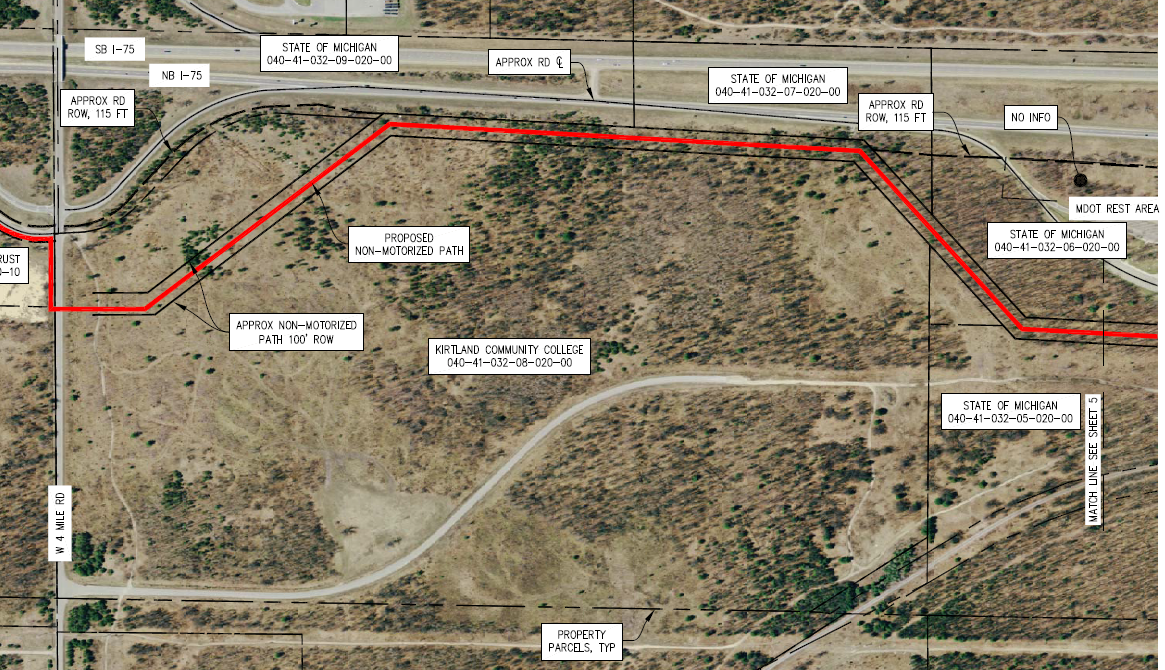 SB I-75
STATE OF MICHIGAN
040-41-032-09-020-00
APPROX RD ℄
NB I-75
STATE OF MICHIGAN
040-41-032-07-020-00
APPROX RD
ROW, 115 FT
APPROX RD
ROW, 115 FT
NO INFO
MDOT REST AREA
PROPOSED
NON-MOTORIZED PATH
STATE OF MICHIGAN
040-41-032-06-020-00
RUST
0-10
APPROX NON-MOTORIZED
PATH 100' ROW
KIRTLAND COMMUNITY COLLEGE
040-41-032-08-020-00
STATE OF MICHIGAN
040-41-032-05-020-00
MATCH LINE SEE SHEET 5
W 4 MILE RD
PROPERTY
PARCELS, TYP